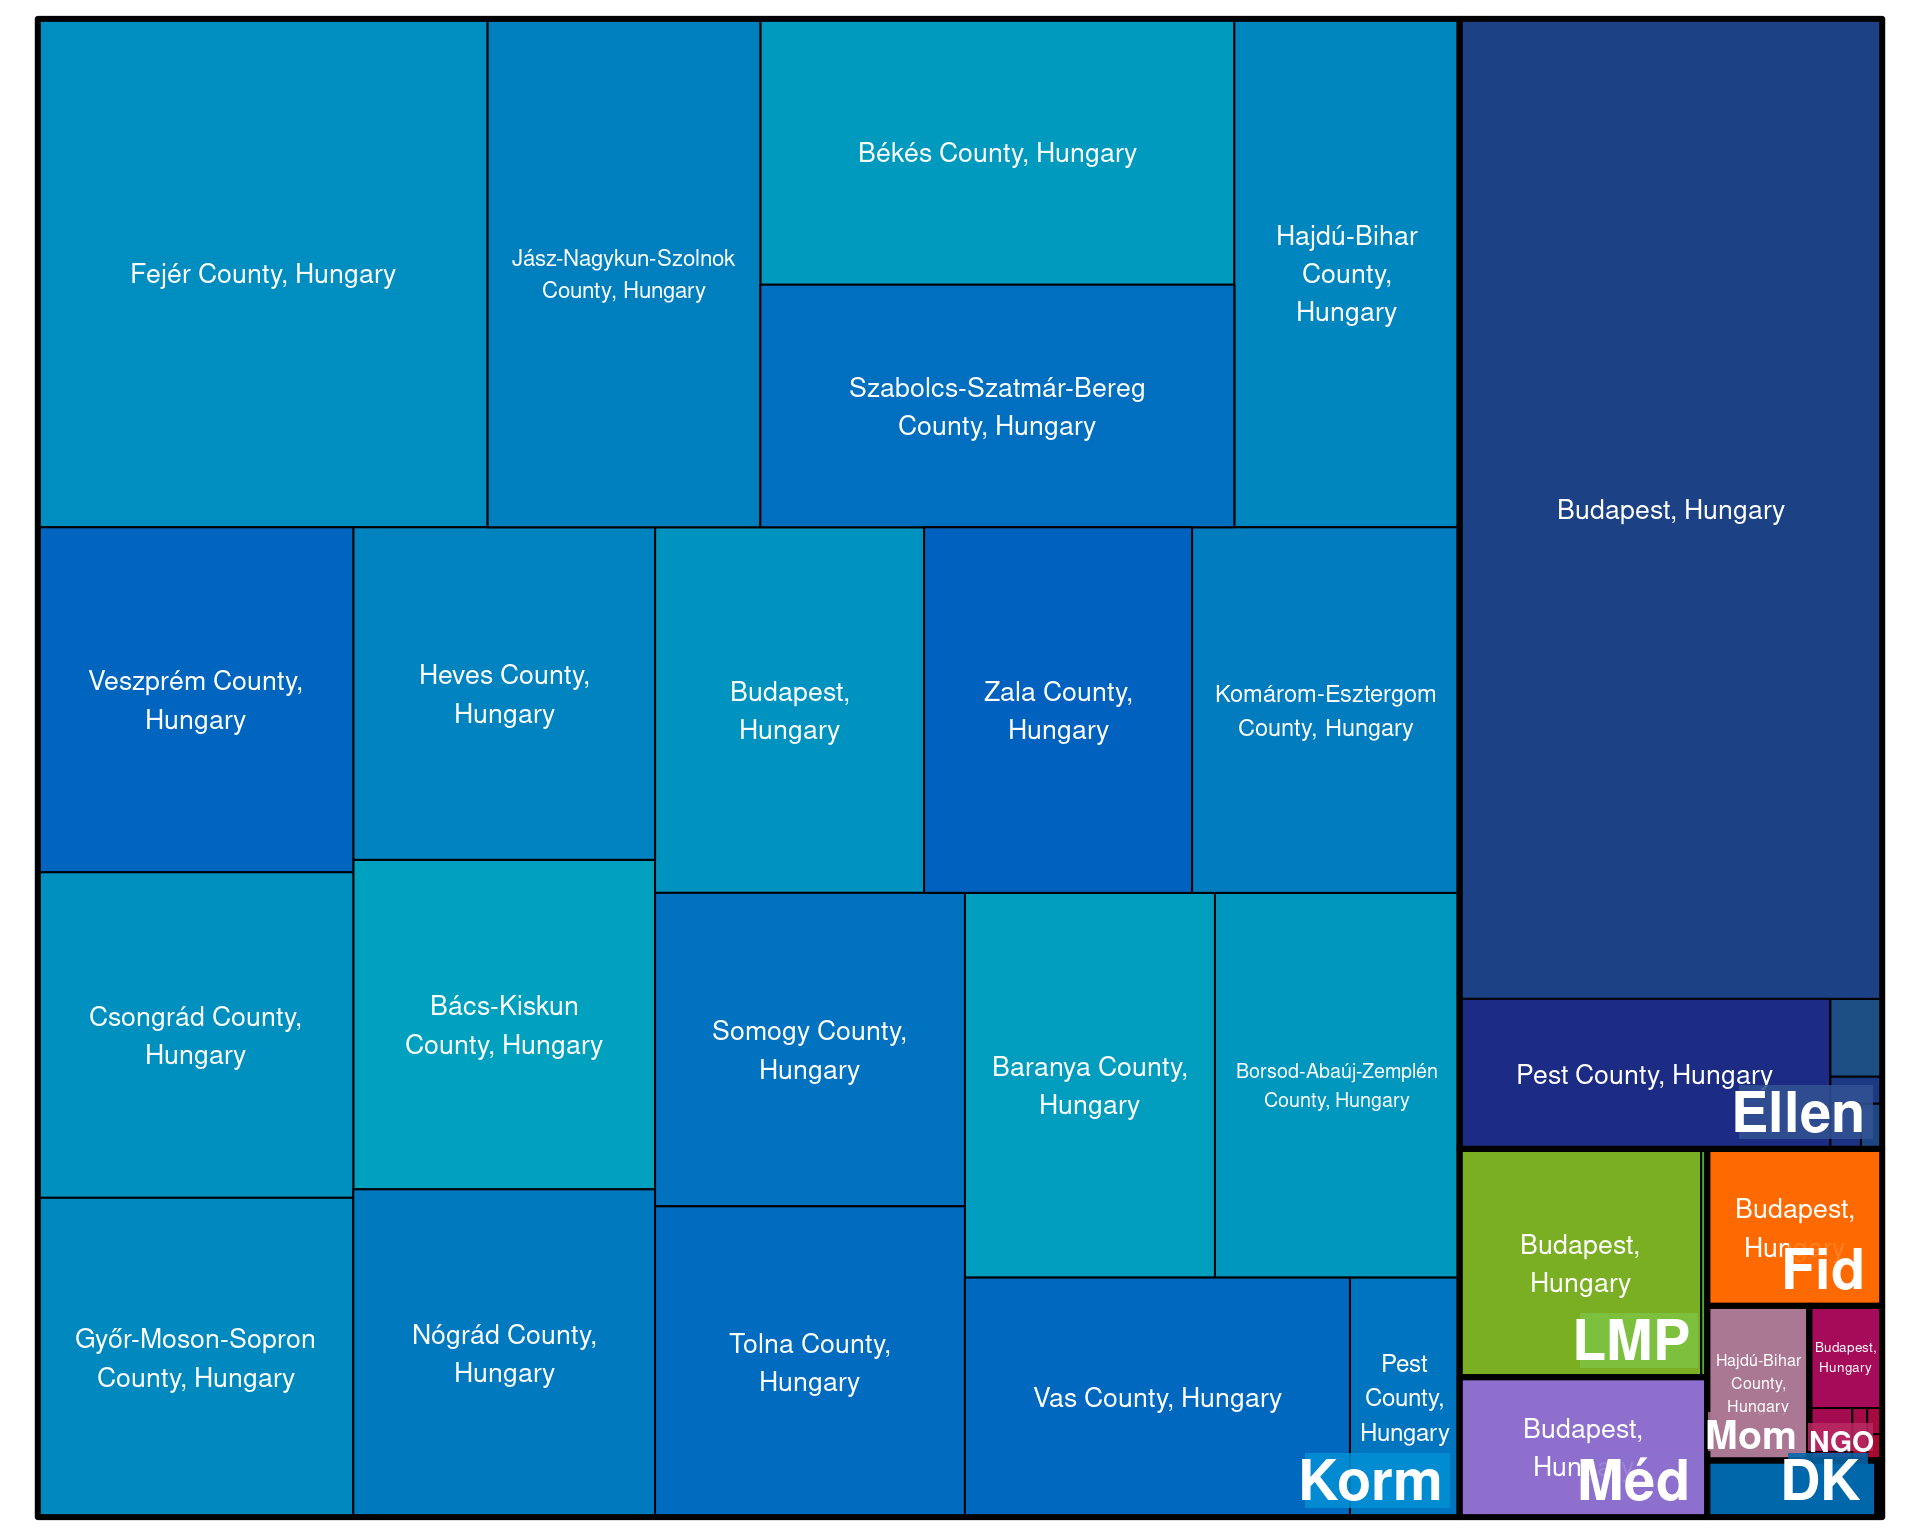 Fejér County, Hungary
Jász-Nagykun-Szolnok
County, Hungary
Békés County, Hungary
Szabolcs-Szatmár-Bereg
County, Hungary
Hajdú-Bihar
County,
Hungary
Veszprém County,
Hungary
Heves County,
Hungary
Budapest,
Hungary
Zala County,
Hungary
Komárom-Esztergom
County, Hungary
Csongrád County,
Hungary
Bács-Kiskun
County, Hungary
Somogy County,
Hungary
Baranya County,
Hungary
Borsod-Abaúj-Zemplén
County, Hungary
Győr-Moson-Sopron
County, Hungary
Nógrád County,
Hungary
Tolna County,
Hungary
Vas County, Hungary
Pest
County,
Hungary
Korm
Budapest, Hungary
Pest County, Hungary
Ellen
Budapest,
Hungary
LMP
Budapest,
Hungary
Fid
Budapest,
Hungary
Méd
Hajdú-Bihar
County,
Hungary
Mom
Budapest,
Hungary
NGO
DK